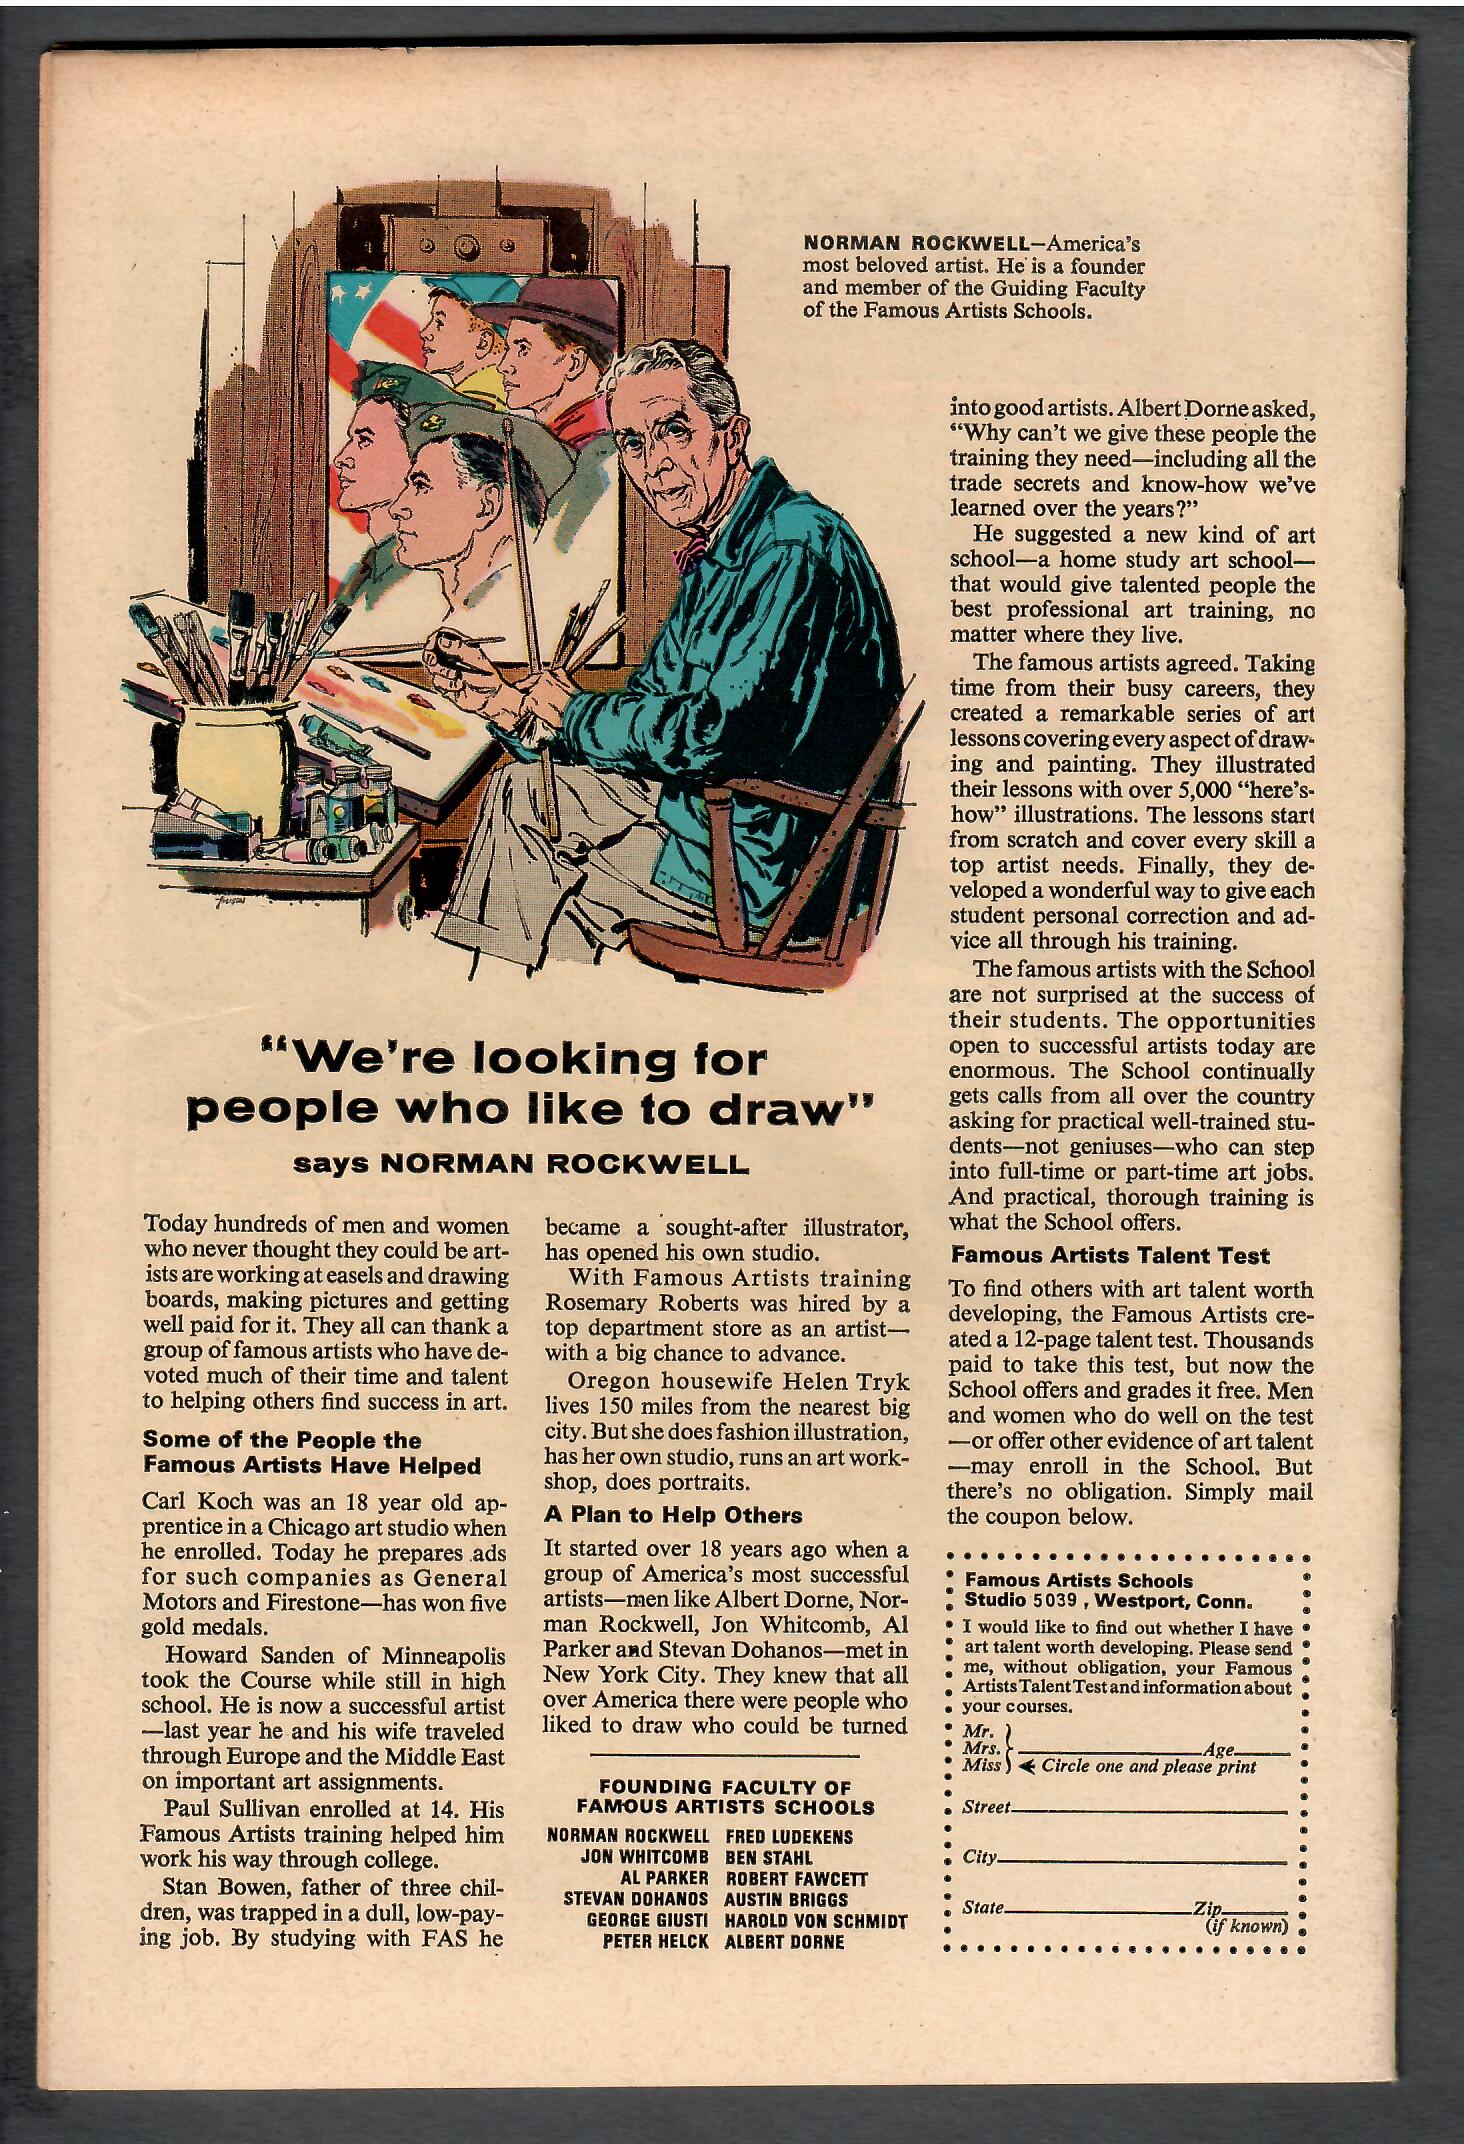 NORMAN ROCKWELL—America's
most beloved artist. He is a founder
and member of the Guiding Faculty
of the Famous Artists Schools.
"We're looking for
people who like to draw"
says NORMAN ROCKWELL
Today hundreds of men and women
who never thought they could be art-
ists are working at easels and drawing
boards, making pictures and getting
well paid for it. They all can thank a
group of famous artists who have de-
voted much of their time and talent
to helping others find success in art.
Some of the People the
Famous Artists Have Helped
Carl Koch was an 18 year old ap-
prentice in a Chicago art studio when
he enrolled. Today he prepares ads
for such companies as General
Motors and Firestone—has won five
gold medals.
Howard Sanden of Minneapolis
took the Course while still in high
school. He is now a successful artist
—last year he and his wife traveled
through Europe and the Middle East
on important art assignments.
Paul Sullivan enrolled at 14. His
Famous Artists training helped him
work his way through college.
Stan Bowen, father of three chil-
dren, was trapped in a dull, low-pay-
ing job. By studying with FAS he
became a sought-after illustrator,
has opened his own studio.
With Famous Artists training
Rosemary Roberts was hired by a
top department store as an artist—
with a big chance to advance.
Oregon housewife Helen Tryk
lives 150 miles from the nearest big
city. But she does fashion illustration,
has her own studio, runs an art work-
shop, does portraits.
A Plan to Help Others
It started over 18 years ago when a
group of America's most successful
artists—men like Albert Dorne, Nor-
man Rockwell, Jon Whitcomb, Al
Parker and Stevan Dohanos—met in
New York City. They knew that all
over America there were people who
liked to draw who could be turned
FOUNDING FACULTY OF
FAMOUS ARTISTS SCHOOLS
NORMAN ROCKWELL FRED LUDEKENS
JON WHITCOMB BEN STAHL
AL PARKER ROBERT FAWCETT
STEVAN DOHANOS AUSTIN BRIGGS
GEORGE GIUSTI HAROLD VON SCHMIDT
PETER HELCK ALBERT DORNE
into good artists. Albert Dorne asked,
"Why can't we give these people the
training they need—including all the
trade secrets and know-how we've
learned over the years?"
He suggested a new kind of art
school—a home study art school—
that would give talented people the
best professional art training, no
matter where they live.
The famous artists agreed. Taking
time from their busy careers, they
created a remarkable series of art
lessons covering every aspect of draw-
ing and painting. They illustrated
their lessons with over 5,000 "here's-
how" illustrations. The lessons start
from scratch and cover every skill a
top artist needs. Finally, they de-
veloped a wonderful way to give each
student personal correction and ad-
vice all through his training.
The famous artists with the School
are not surprised at the success of
their students. The opportunities
open to successful artists today are
enormous. The School continually
gets calls from all over the country
asking for practical well-trained stu-
dents—not geniuses—who can step
into full-time or part-time art jobs.
And practical, thorough training is
what the School offers.
Famous Artists Talent Test
To find others with art talent worth
developing, the Famous Artists cre-
ated a 12-page talent test. Thousands
paid to take this test, but now the
School offers and grades it free. Men
and women who do well on the test
—or offer other evidence of art talent
—may enroll in the School. But
there's no obligation. Simply mail
the coupon below.
Famous Artists Schools
Studio 5039, Westport, Conn.
I would like to find out whether I have
art talent worth developing. Please send
me, without obligation, your Famous
Artists Talent Test and information about
your courses.
Mr.
Mrs. Age
Miss Circle one and please print
Street
City
State Zip
(if known)